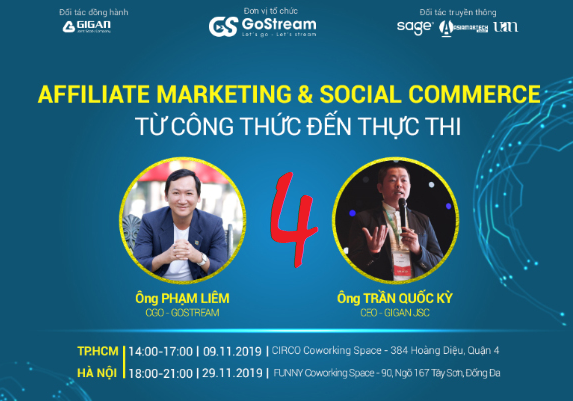 Đối tác đồng hành
GIGAN
Đơn vị tổ chức
GS GoStream
Let's go - Let's stream
Đối tác truyền thông
sage
AFFILIATE MARKETING & SOCIAL COMMERCE
TỪ CÔNG THỨC ĐẾN THỰC THI
4
Ông PHẠM LIÊM
CGO - GOSTREAM
Ông TRẦN QUỐC KỲ
CEO - GIGAN JSC
TP.HCM 14:00-17:00 09.11.2019 CIRCO Coworking Space - 384 Hoàng Diệu, Quận 4
HÀ NỘI 18:00-21:00 29.11.2019 FUNNY Coworking Space - 90, Ngõ 167 Tây Sơn, Đống Đa